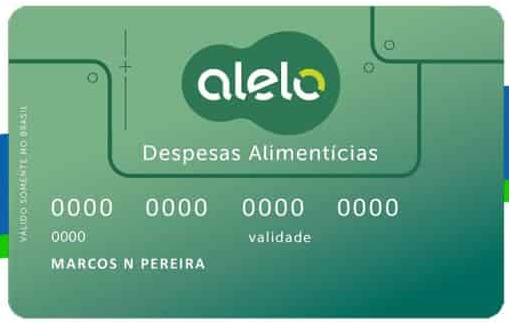 alelo
Despesas Alimentícias
VÁLIDO SOMENTE NO BRASIL
0000 0000 0000 0000
0000 validade
MARCOS N PEREIRA